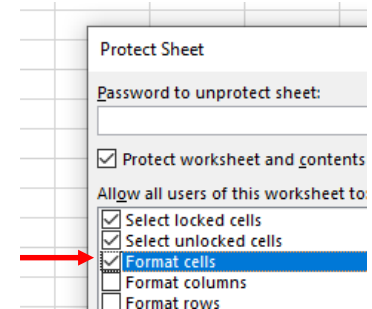 Protect Sheet
Password to unprotect sheet:
Protect worksheet and contents
Allow all users of this worksheet to:
Select locked cells
Select unlocked cells
Format cells
Format columns
Format rows